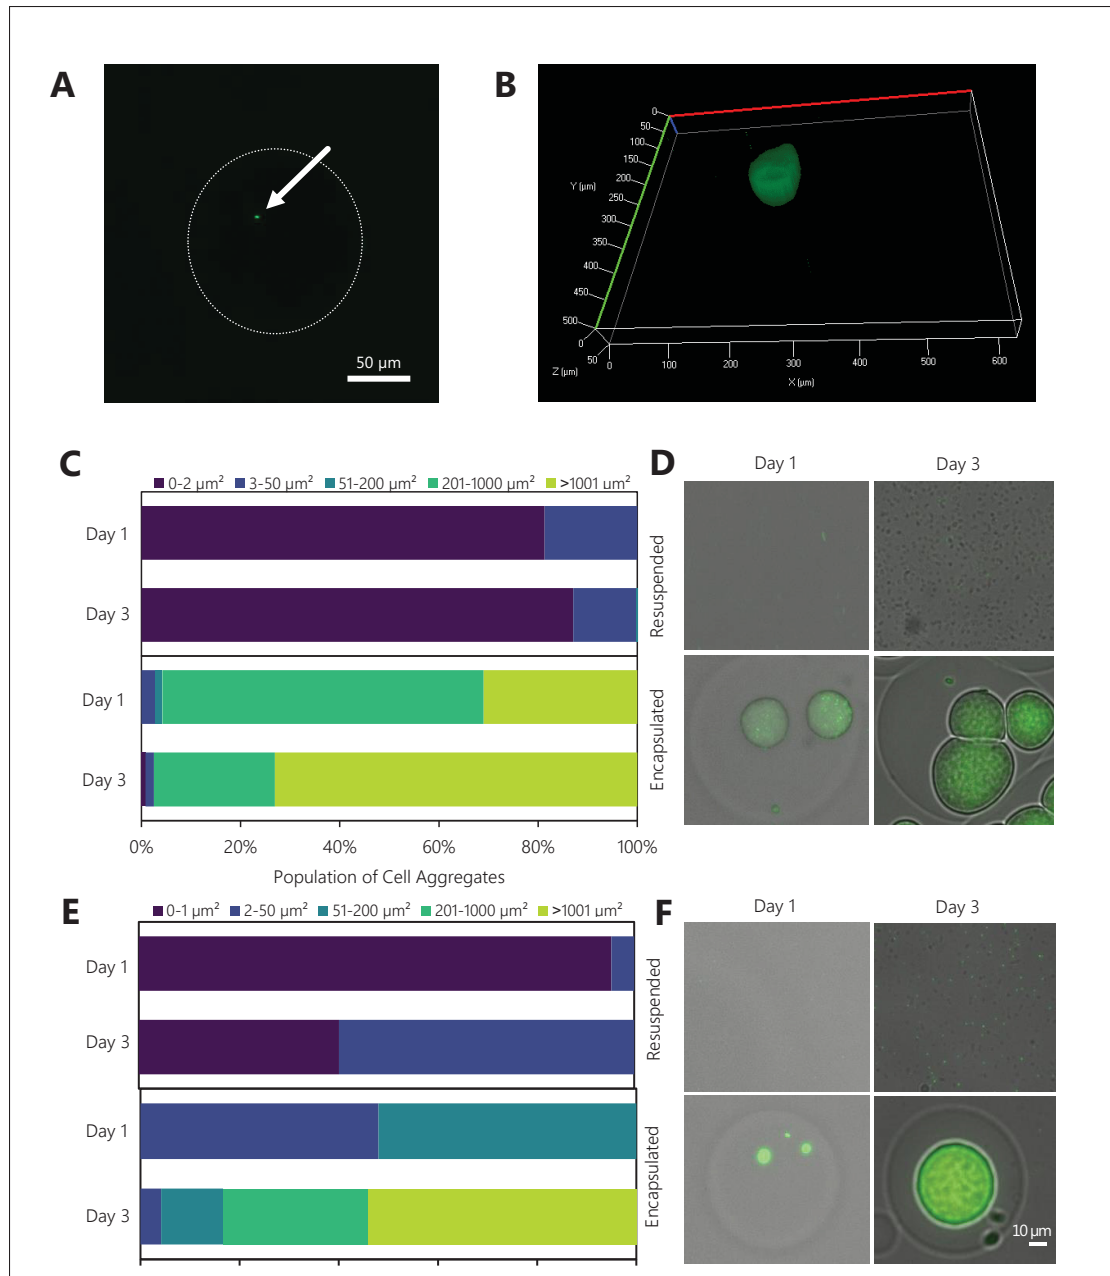 A
50 µm
B
0
50
100
150
200
250
300
350
400
450
500
Y [µm]
0
50
Z [µm]
0
100
200
300
400
500
600
X [µm]
C
0-2 µm² 3-50 µm² 51-200 µm² 201-1000 µm² >1001 um²
Day 1
Day 3
Day 1
Day 3
0% 20% 40% 60% 80% 100%
Population of Cell Aggregates
Resuspended
Encapsulated
D
Day 1 Day 3
E
0-1 µm² 2-50 µm² 51-200 µm² 201-1000 µm² >1001 um²
Day 1
Day 3
Day 1
Day 3
Resuspended
Encapsulated
F
Day 1 Day 3
10 µm